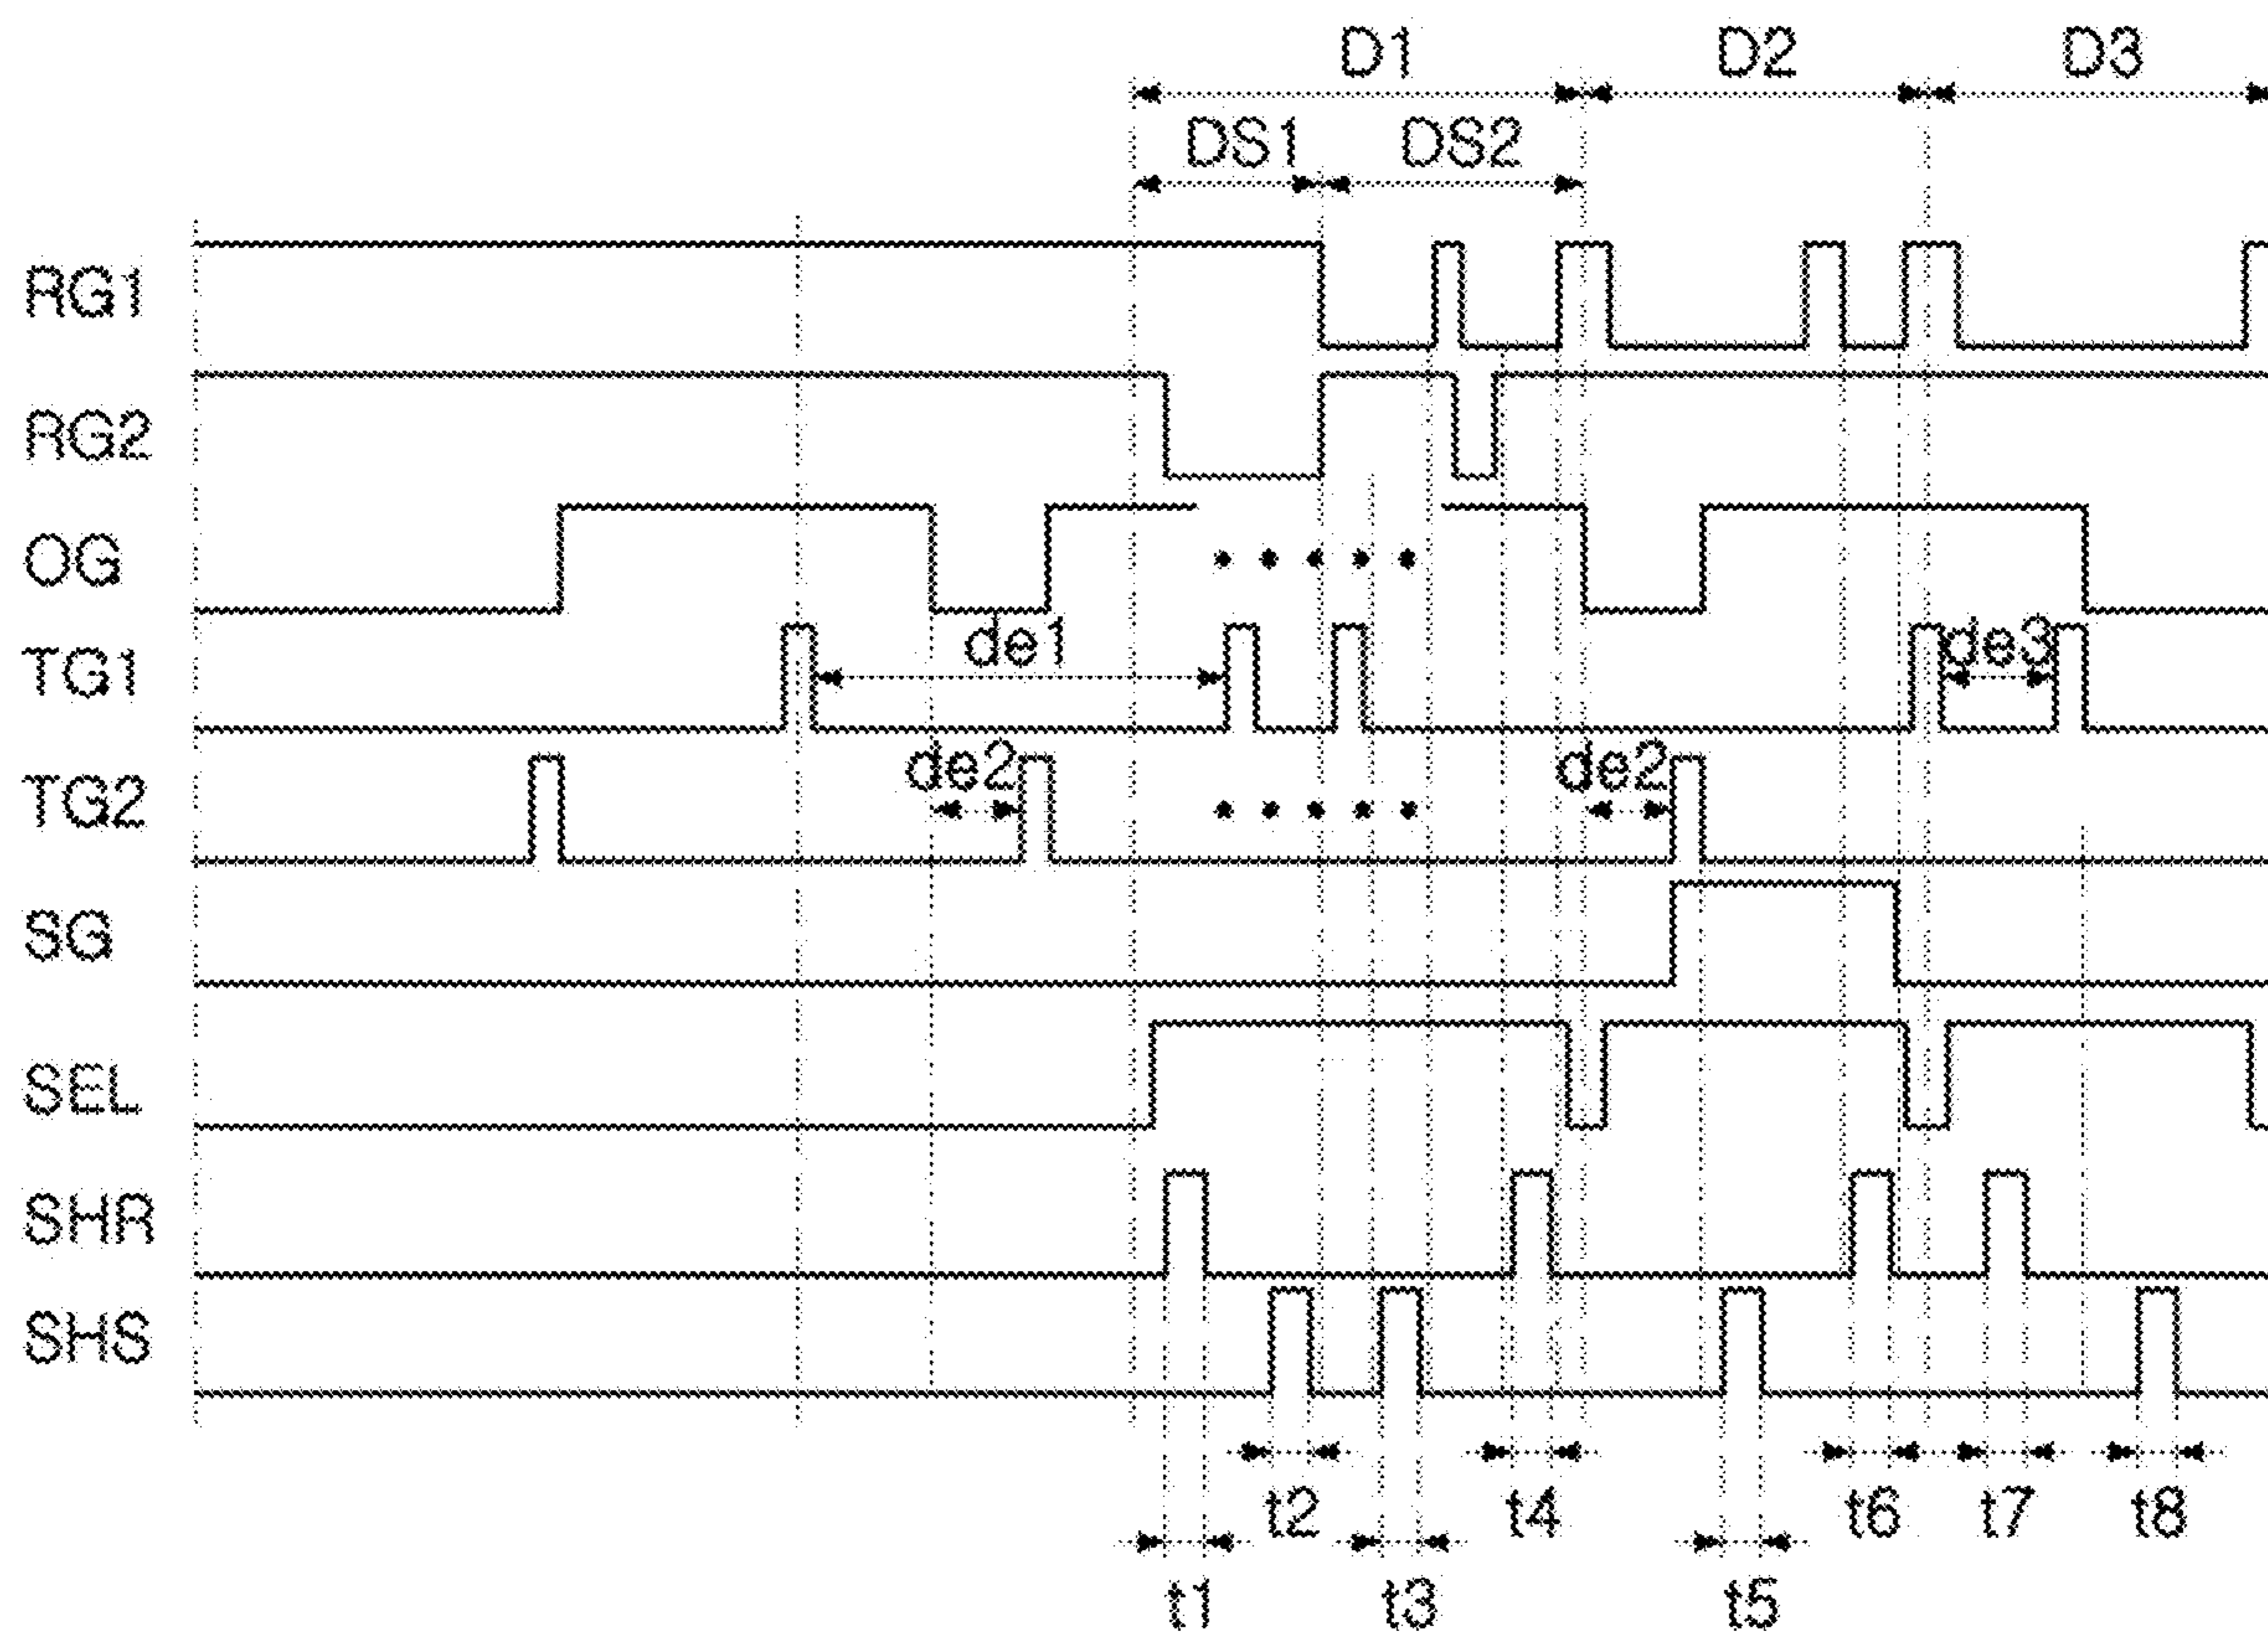 D1 D2 D3
DS1 DS2
RG1
RG2
OG
TG1 de1 de3
TG2 de2 de2
SG
SEL
SHR
SHS
t2 t4 t6 t7 t8
t1 t3 t5